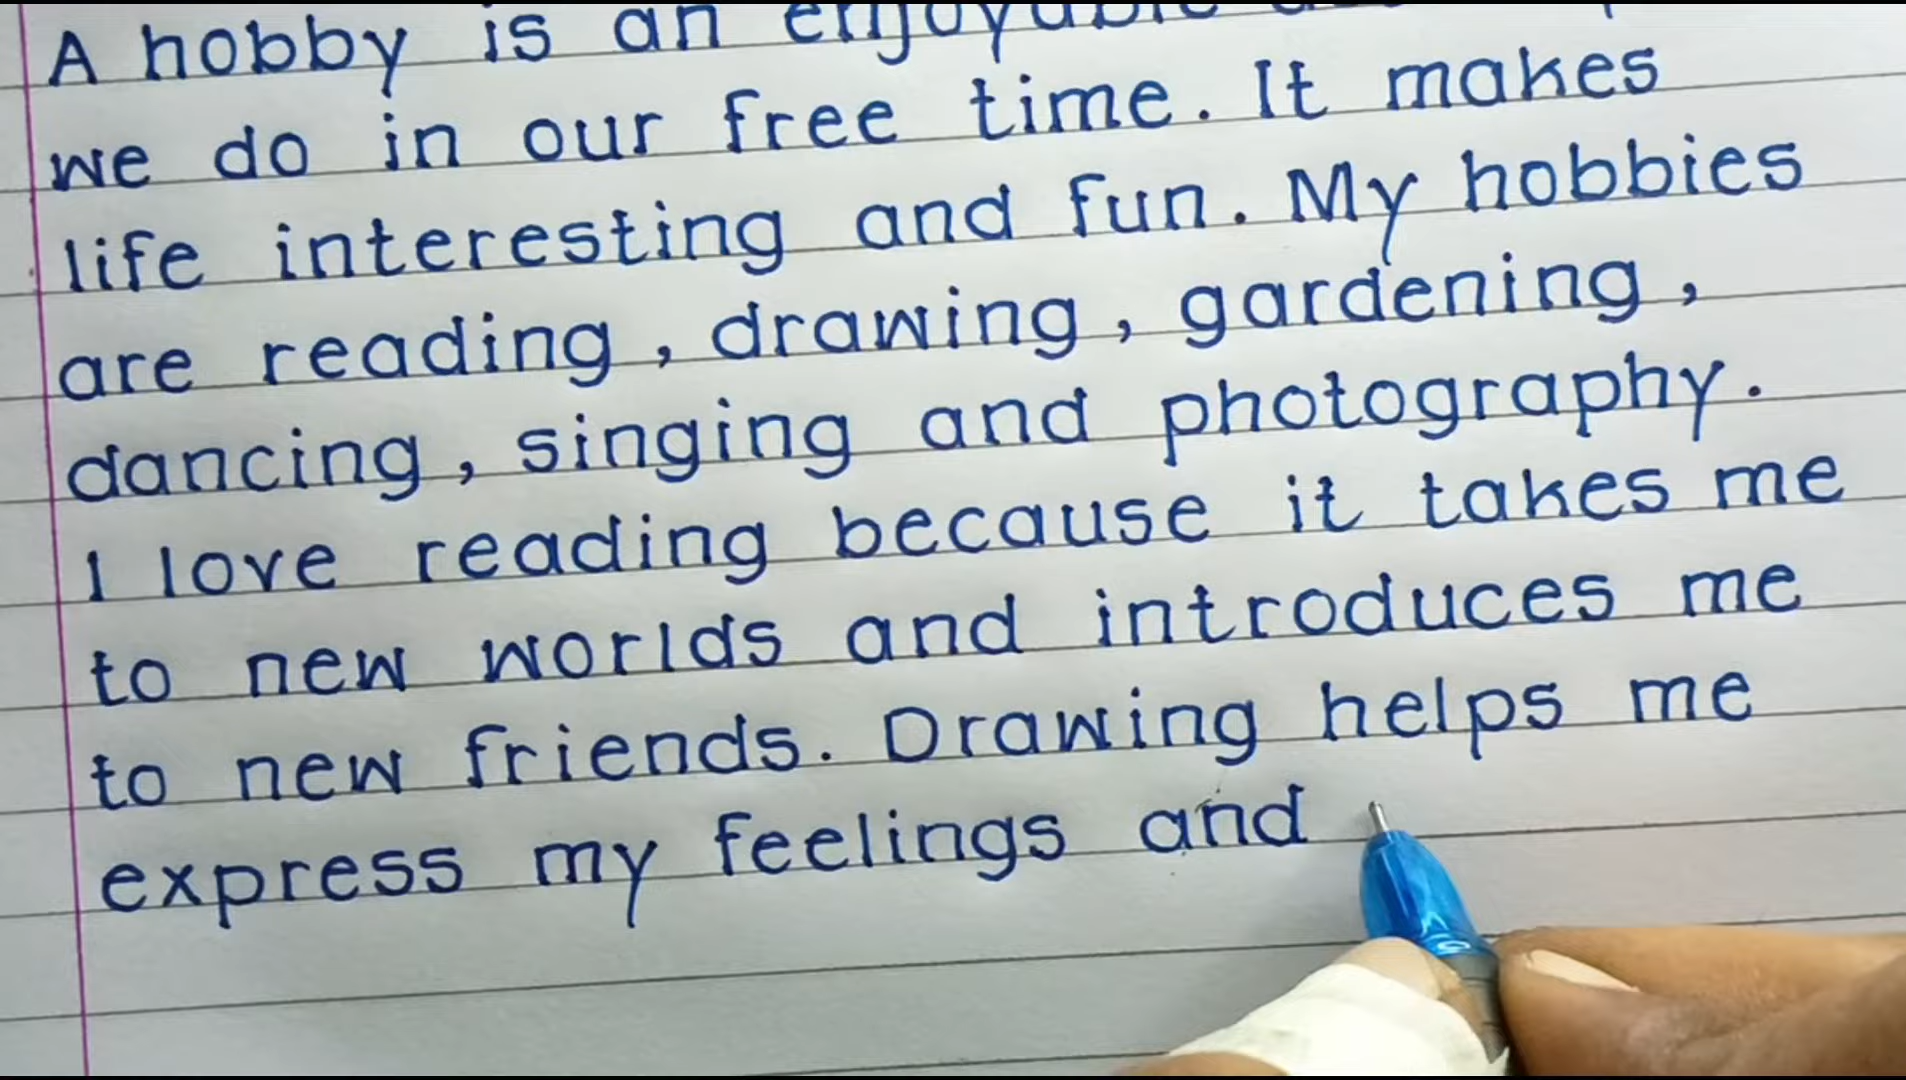 A hobby is an enjoyable
we do in our free time. It makes
life interesting and fun. My hobbies
are reading, drawing, gardening,
dancing, singing and photography.
I love reading because it takes me
to new worlds and introduces me
to new friends. Drawing helps me
express my feelings and